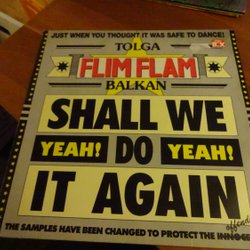 JUST WHEN YOU THOUGHT IT WAS SAFE TO DANCE!
TOLGA
FLIM FLAM
BALKAN
SHALL WE
YEAH! DO YEAH!
IT AGAIN
offend
THE SAMPLES HAVE BEEN CHANGED TO PROTECT THE